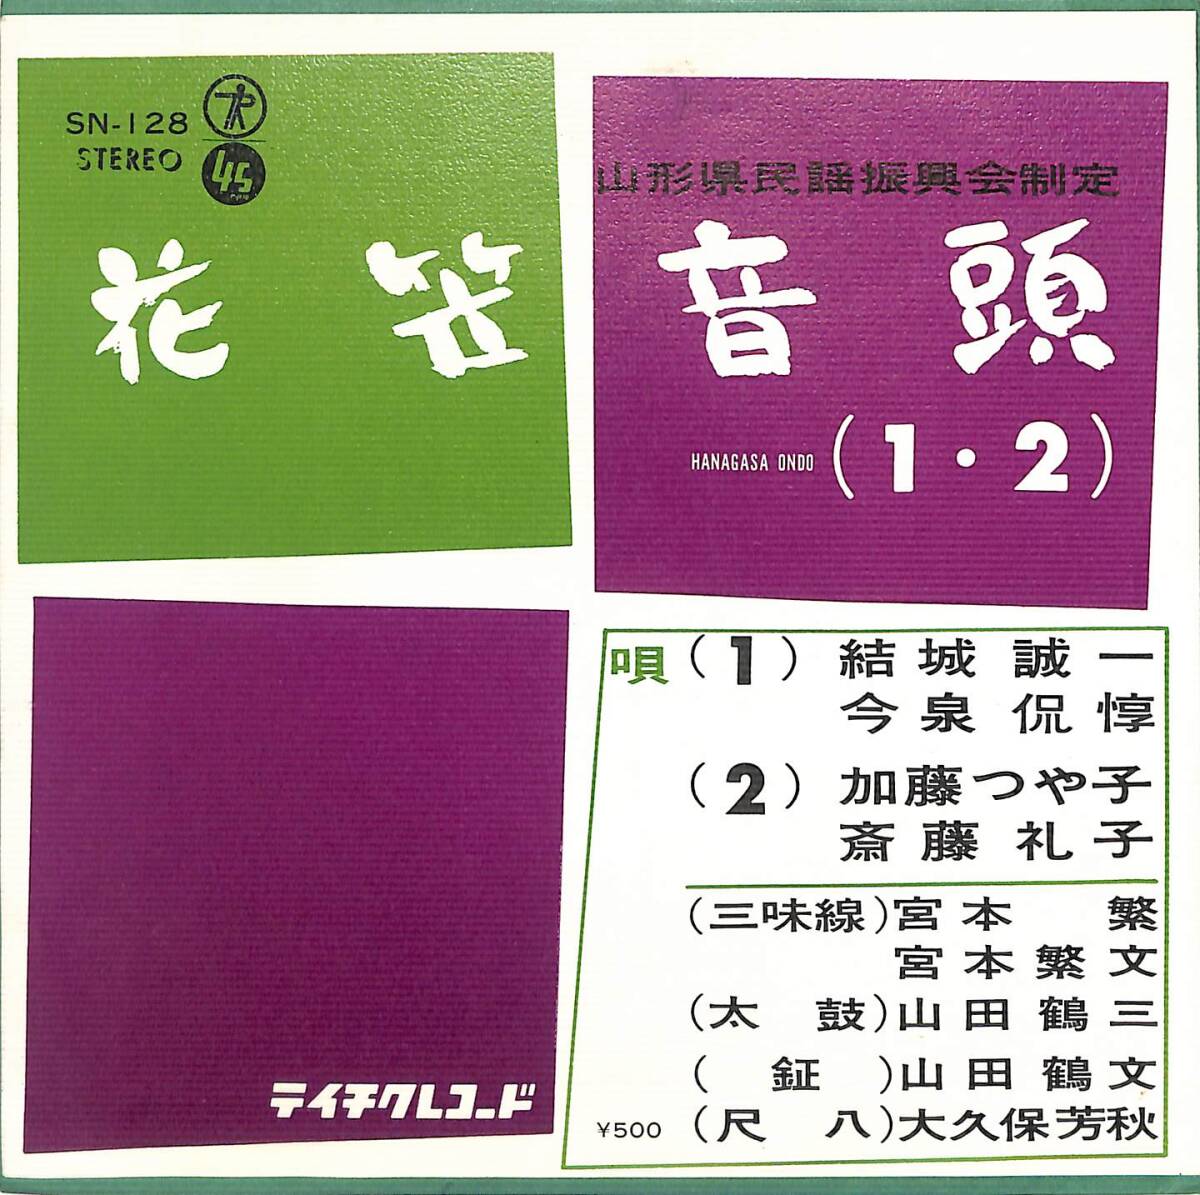 SN-128
STEREO
45
RPM
山形県民謡振興会制定
花笠音頭
HANAGASA ONDO (1・2)
唄 (1) 結城誠一
今泉侃惇
(2) 加藤つや子
斎藤礼子
(三味線) 宮本 繁
宮本繁文
(太鼓) 山田鶴三
(鉦) 山田鶴文
(尺八) 大久保芳秋
テイチクレコード
¥500